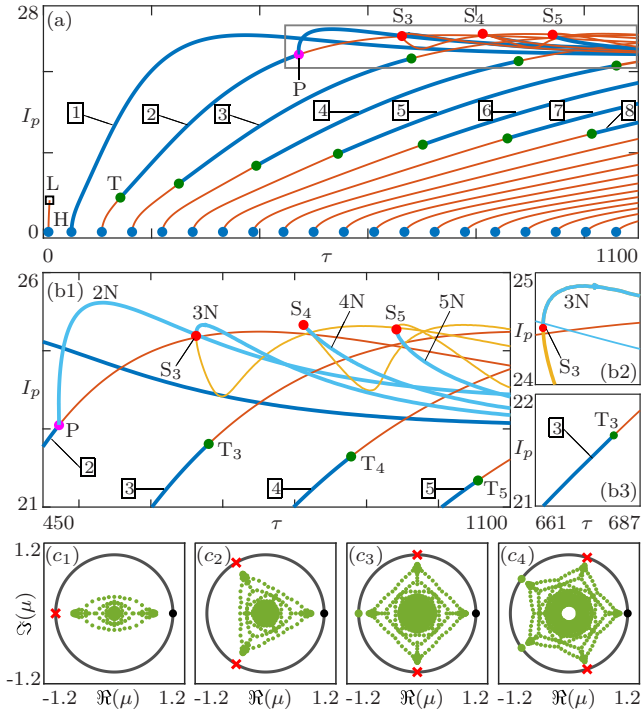 28
(a)
S3
S4
S5
P
1
2
3
4
5
6
7
8
Ip
L
T
H
0
0
τ
1100
26
(b1)
2N
3N
S4
4N
S5
5N
S3
Ip
P
2
3
T3
4
T4
5
T5
21
450
τ
1100
25
3N
Ip
S3
24
(b2)
22
3
T3
Ip
21
(b3)
661
τ
687
1.2
(c1)
(c2)
(c3)
(c4)
ℑ(μ)
-1.2
-1.2 ℜ(μ) 1.2
-1.2 ℜ(μ) 1.2
-1.2 ℜ(μ) 1.2
-1.2 ℜ(μ) 1.2